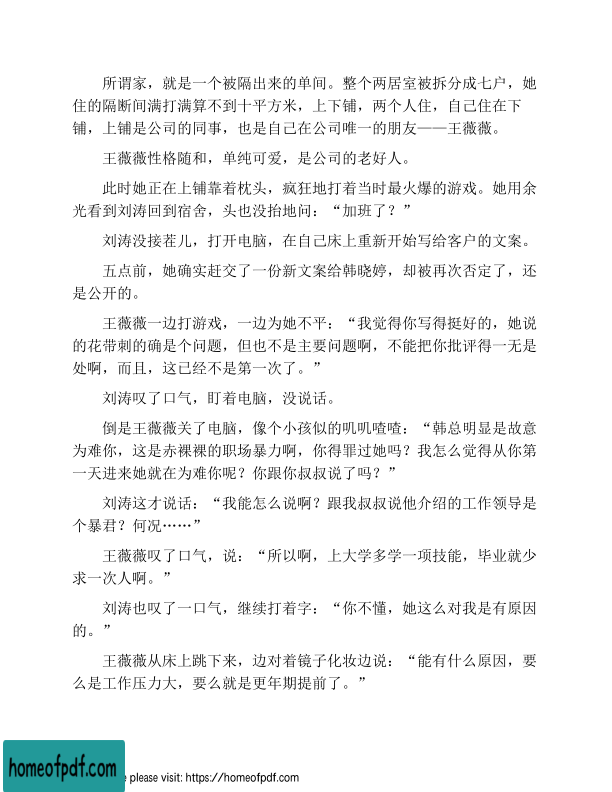 所谓家，就是一个被隔出来的单间。整个两居室被拆分成七户，她
住的隔断间满打满算不到十平方米，上下铺，两个人住，自己住在下
铺，上铺是公司的同事，也是自己在公司唯一的朋友——王薇薇。
王薇薇性格随和，单纯可爱，是公司的老好人。
此时她正在上铺靠着枕头，疯狂地打着当时最火爆的游戏。她用余
光看到刘涛回到宿舍，头也没抬地问：“加班了？”
刘涛没接茬儿，打开电脑，在自己床上重新开始写给客户的文案。
五点前，她确实赶交了一份新文案给韩晓婷，却被再次否定了，还
是公开的。
王薇薇一边打游戏，一边为她不平：“我觉得你写得挺好的，她说
的花带刺的确是个问题，但也不是主要问题啊，不能把你批评得一无是
处啊，而且，这已经不是第一次了。”
刘涛叹了口气，盯着电脑，没说话。
倒是王薇薇关了电脑，像个小孩似的叽叽喳喳：“韩总明显是故意
为难你，这是赤裸裸的职场暴力啊，你得罪过她吗？我怎么觉得从你第
一天进来她就在为难你呢？你跟你叔叔说了吗？”
刘涛这才说话：“我能怎么说啊？跟我叔叔说他介绍的工作领导是
个暴君？何况……”
王薇薇叹了口气，说：“所以啊，上大学多学一项技能，毕业就少
求一次人啊。”
刘涛也叹了一口气，继续打着字：“你不懂，她这么对我是有原因
的。”
王薇薇从床上跳下来，边对着镜子化妆边说：“能有什么原因，要
么是工作压力大，要么就是更年期提前了。”
homeofpdf.com
e please visit: https://homeofpdf.com